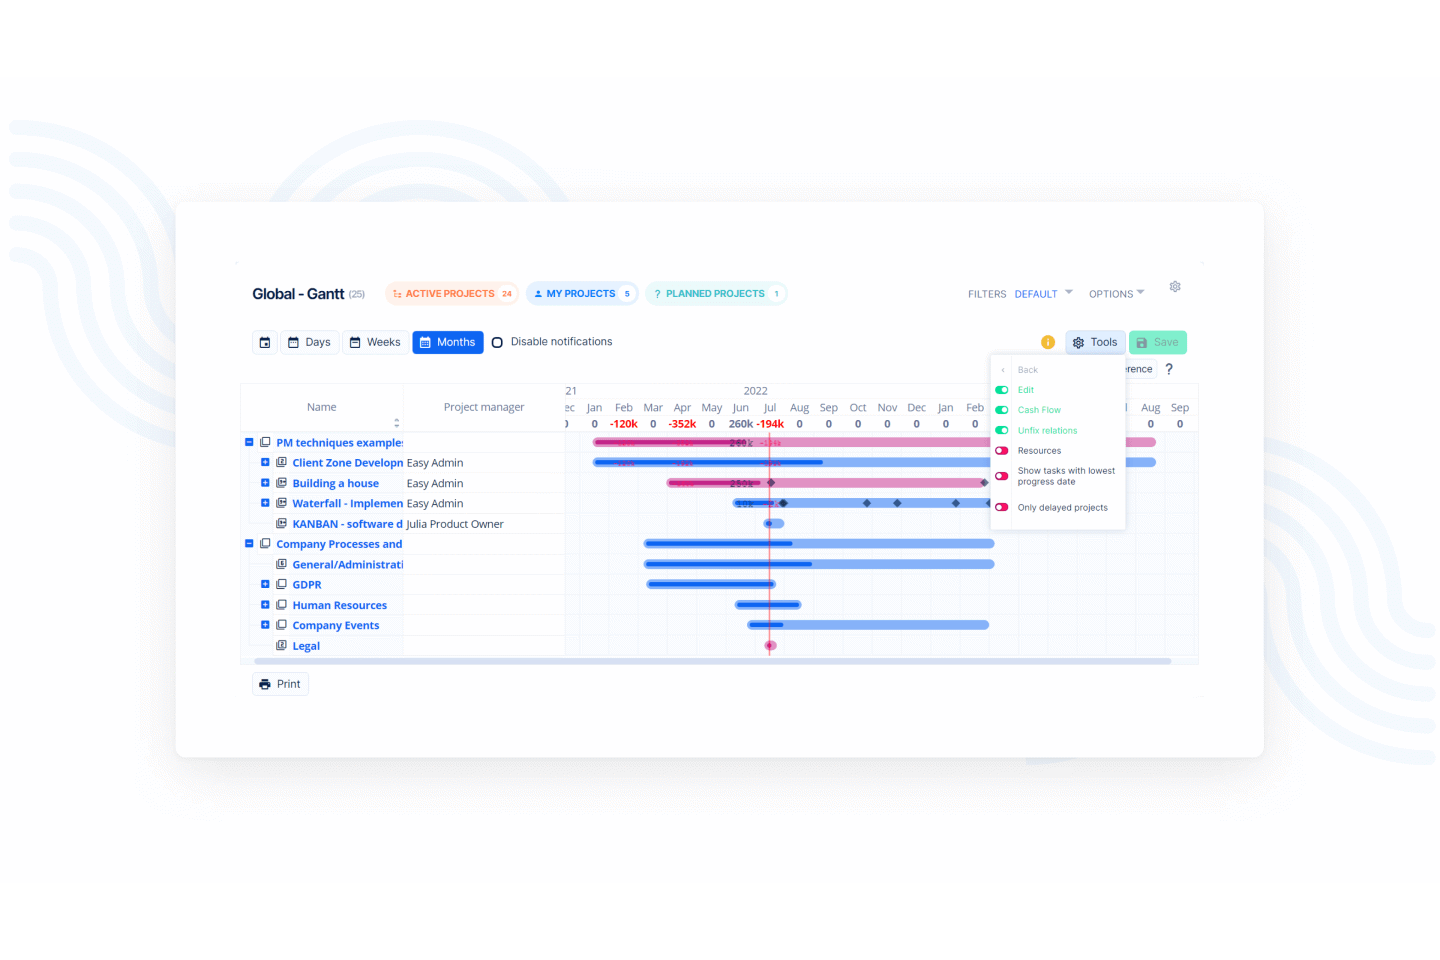 Global - Gantt (25) ACTIVE PROJECTS 24 MY PROJECTS 5 ? PLANNED PROJECTS 1 FILTERS DEFAULT OPTIONS
Days Weeks Months Disable notifications Tools Save
Back
?
Edit
Cash Flow
Unfix relations
Resources
Show tasks with lowest
progress date
Only delayed projects
2022
Name Project manager Jan Feb Mar Apr May Jun Jul Aug Sep Oct Nov Dec Jan Feb Aug Sep
0 -120k 0 -352k 0 260k -194k 0 0 0 0 0 0 0 0 0
PM techniques examples
Client Zone Developn Easy Admin
Building a house Easy Admin
Waterfall - Implemen Easy Admin
KANBAN - software d Julia Product Owner
Company Processes and
General/Administrati
GDPR
Human Resources
Company Events
Legal
Print